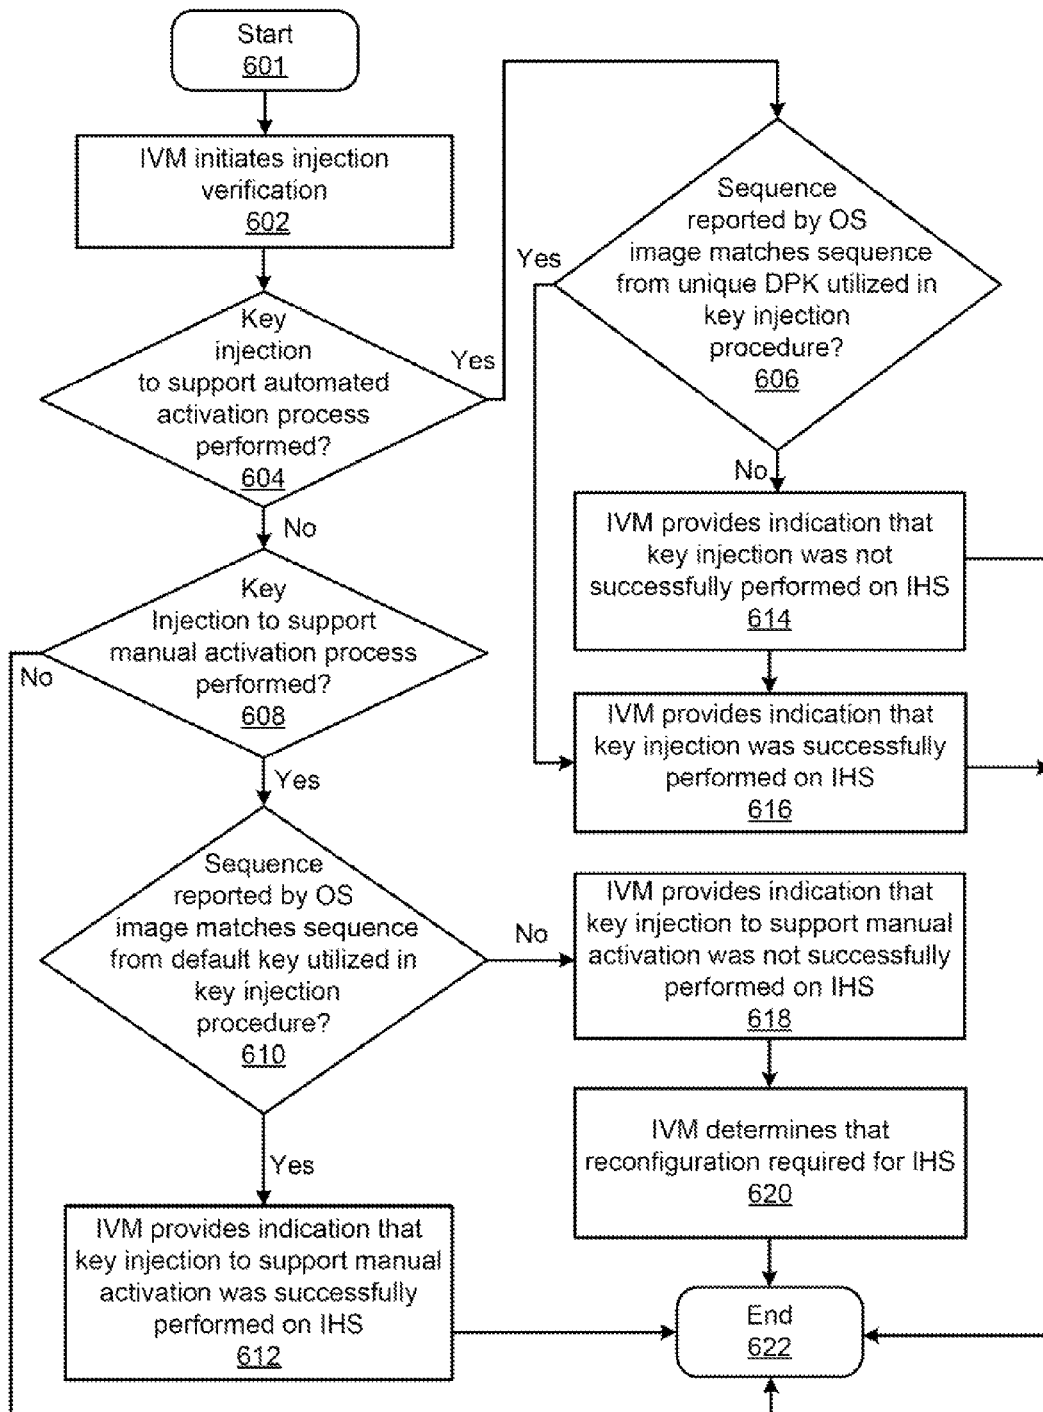 Start
601
IVM initiates injection
verification
602
Key
injection
to support automated
activation process
performed?
604
Yes
No
Sequence
reported by OS
image matches sequence
from unique DPK utilized in
key injection
procedure?
606
Yes
No
IVM provides indication that
key injection was not
successfully performed on IHS
614
IVM provides indication that
key injection was successfully
performed on IHS
616
Key
Injection to support
manual activation process
performed?
608
No
Yes
Sequence
reported by OS
image matches sequence
from default key utilized in
key injection
procedure?
610
No
Yes
IVM provides indication that
key injection to support manual
activation was not successfully
performed on IHS
618
IVM determines that
reconfiguration required for IHS
620
IVM provides indication that
key injection to support manual
activation was successfully
performed on IHS
612
End
622